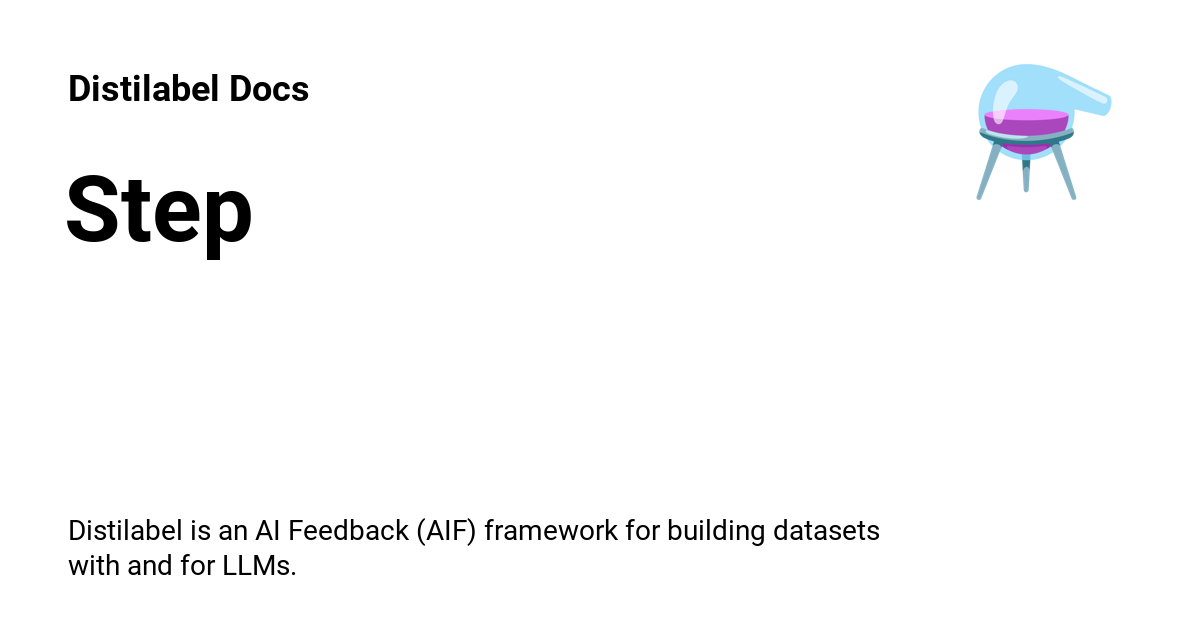 Distilabel Docs
Step
Distilabel is an AI Feedback (AIF) framework for building datasets
with and for LLMs.